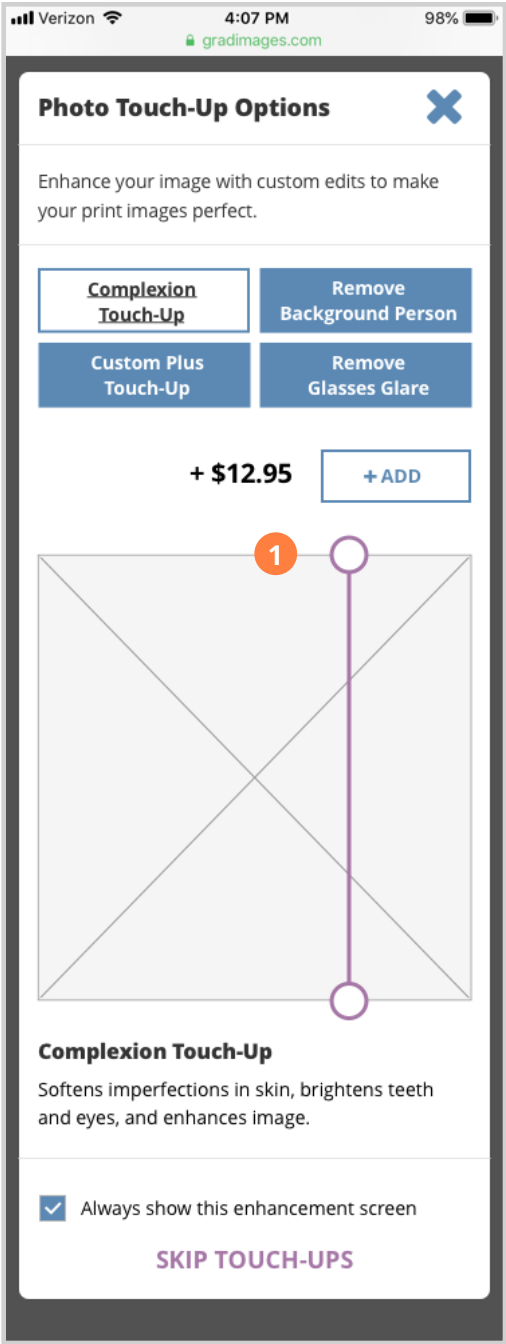 Verizon 4:07 PM 98%
gradimages.com
Photo Touch-Up Options
Enhance your image with custom edits to make
your print images perfect.
Complexion
Touch-Up
Remove
Background Person
Custom Plus
Touch-Up
Remove
Glasses Glare
+ $12.95 +ADD
1
Complexion Touch-Up
Softens imperfections in skin, brightens teeth
and eyes, and enhances image.
Always show this enhancement screen
SKIP TOUCH-UPS